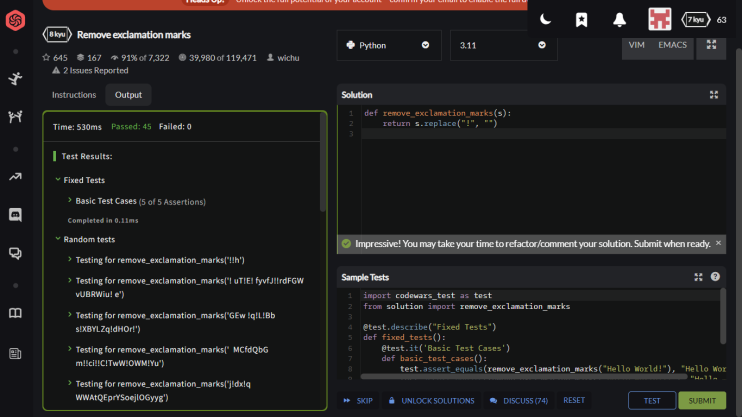 Heads Up! Unlock the full potential of your account - confirm your email to enable the full
8 kyu Remove exclamation marks
645 167 91% of 7,322 39,980 of 119,471 wichu
2 Issues Reported
Python
3.11
VIM EMACS
7 kyu 63
Instructions Output
Time: 530ms Passed: 45 Failed: 0
Test Results:
Fixed Tests
Basic Test Cases (5 of 5 Assertions)
Completed in 0.11ms
Random tests
Testing for remove_exclamation_marks('!!h')
Testing for remove_exclamation_marks('! uT!E! fyvfJ!!rdFGW
vUBRWiu! e')
Testing for remove_exclamation_marks('GEw !q!L!Bb
s!XBYLZq!dHOr!')
Testing for remove_exclamation_marks(' MCfdQbG
m!!ci!!C!TwW!OWM!Yu')
Testing for remove_exclamation_marks('j!dx!q
WWAtQEprYSoejlOGyyg')
Solution
1 def remove_exclamation_marks(s):
2 return s.replace("!", "")
3
Impressive! You may take your time to refactor/comment your solution. Submit when ready. ×
Sample Tests
1 import codewars_test as test
2 from solution import remove_exclamation_marks
3
4 @test.describe("Fixed Tests")
5 def fixed_tests():
6 @test.it('Basic Test Cases')
7 def basic_test_cases():
8 test.assert_equals(remove_exclamation_marks("Hello World!"), "Hello Wor
SKIP UNLOCK SOLUTIONS DISCUSS (74) RESET TEST SUBMIT